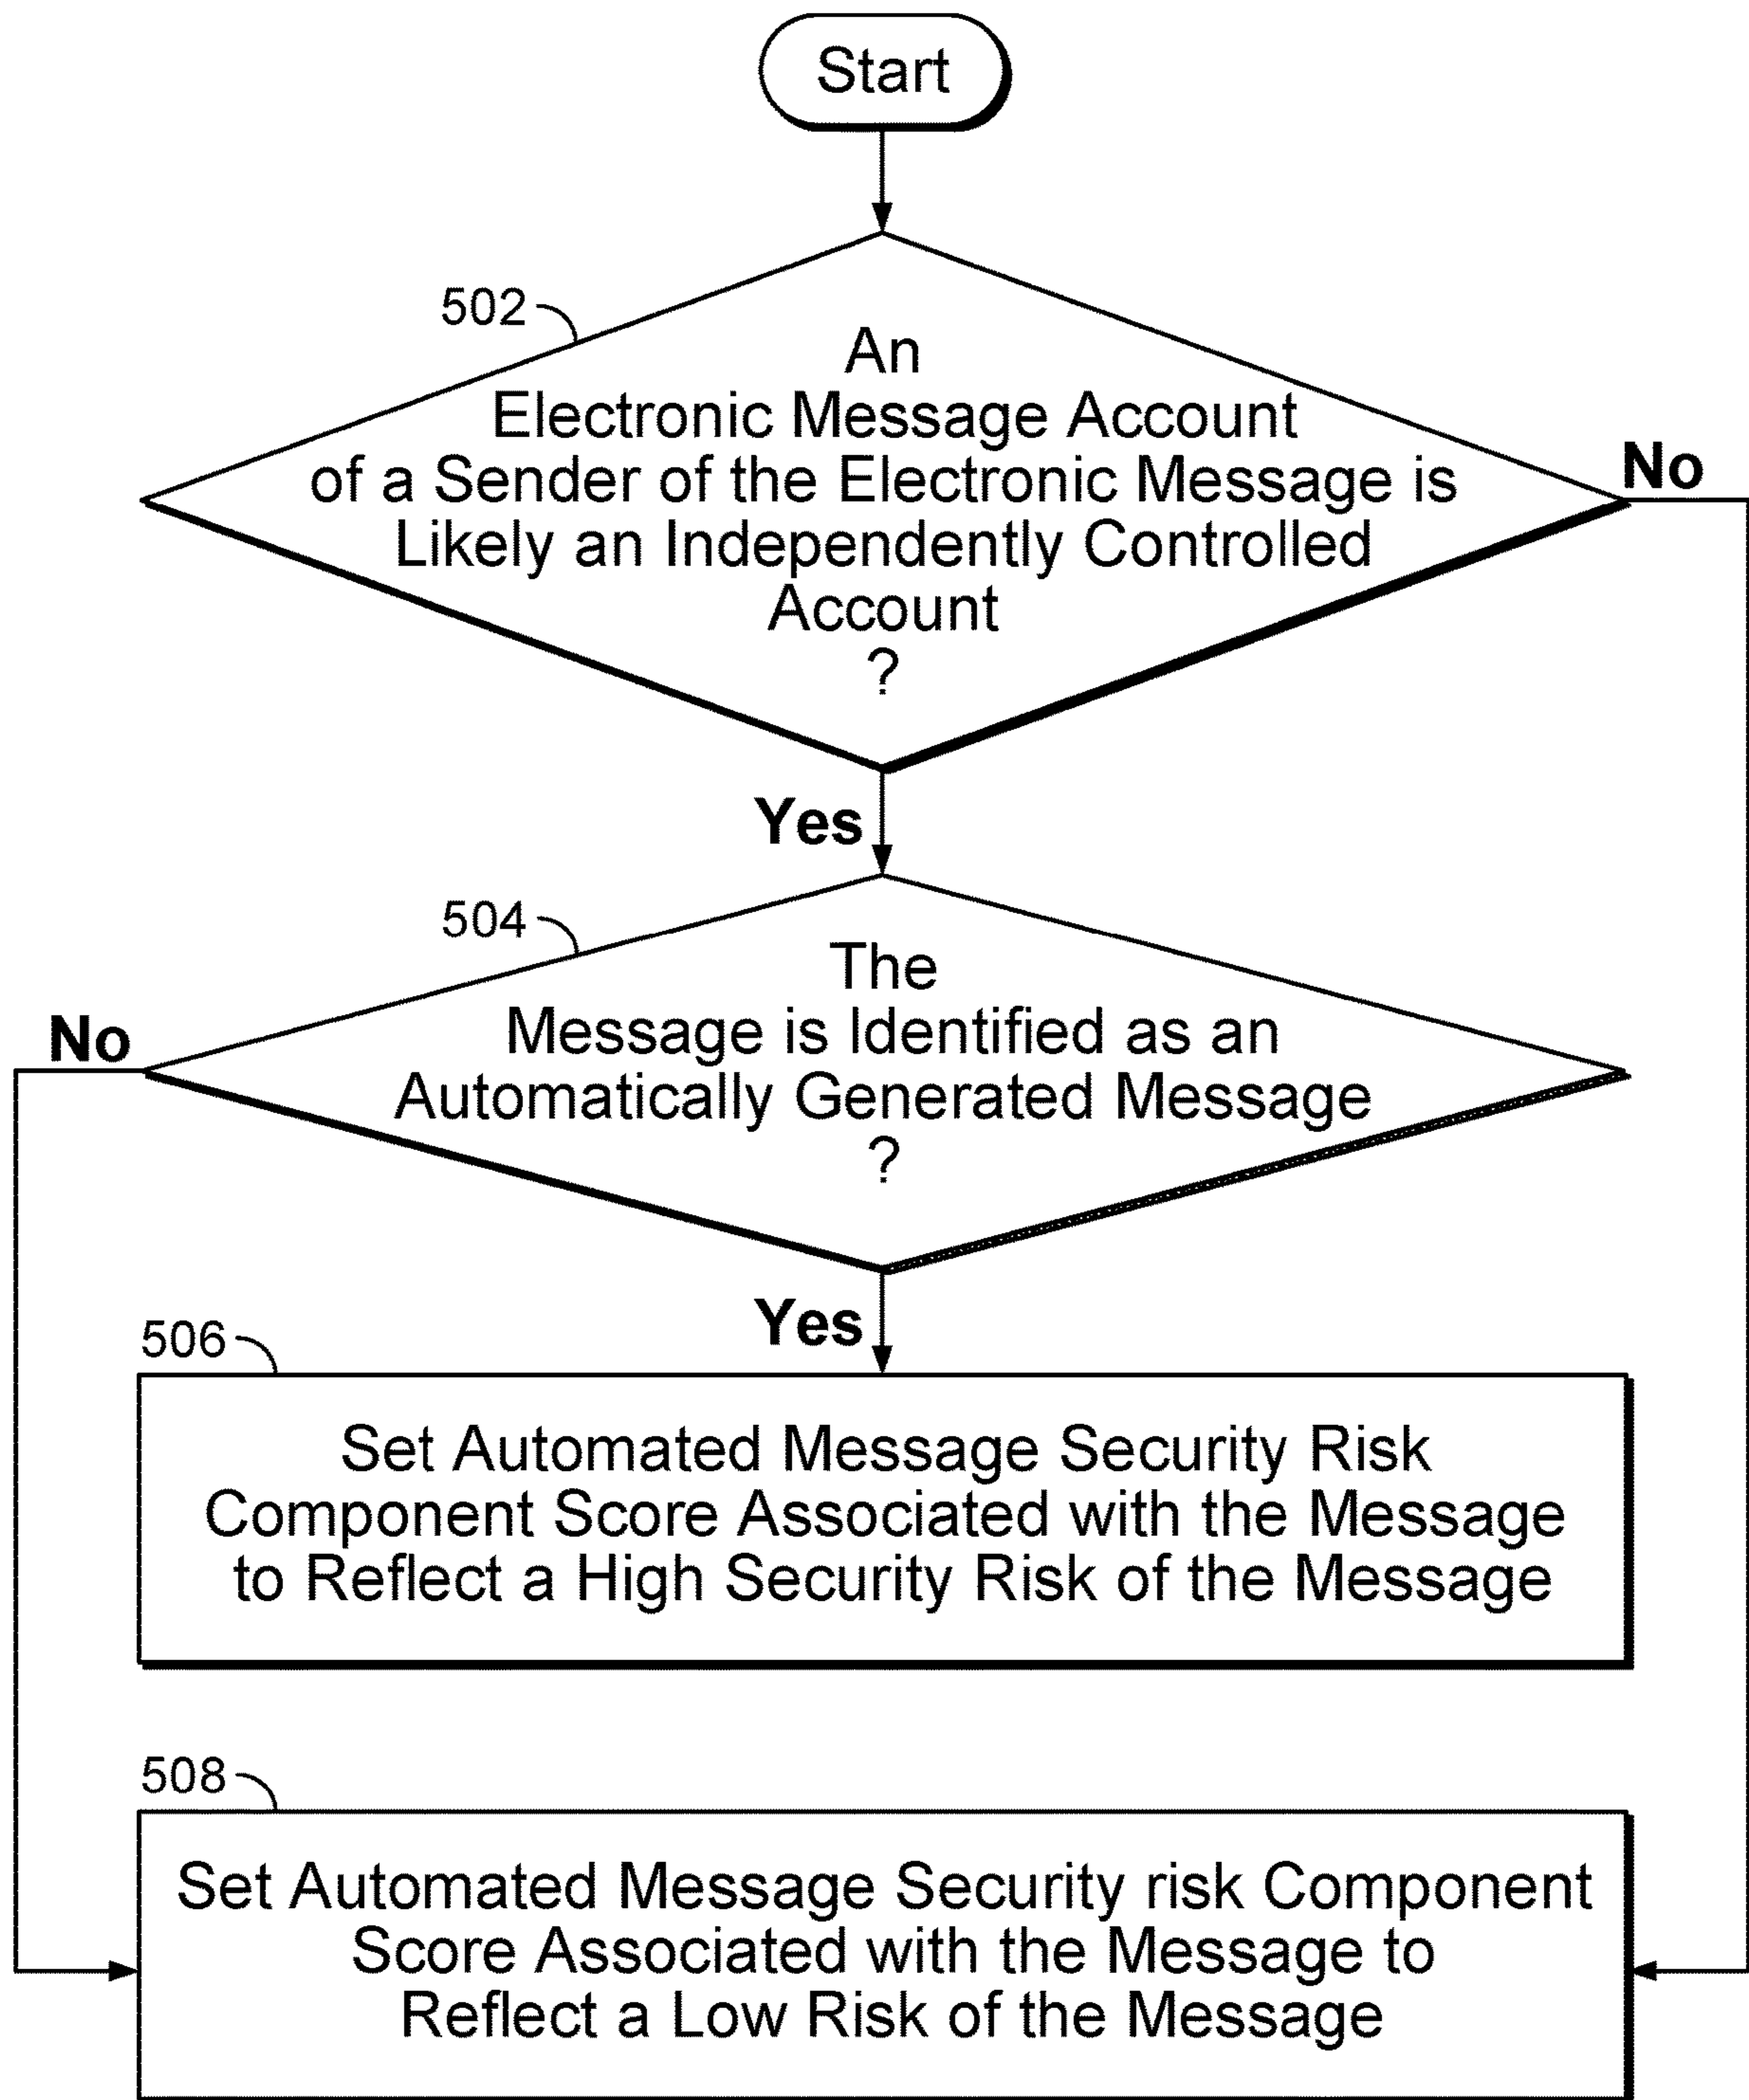 Start
502
An
Electronic Message Account
of a Sender of the Electronic Message is
Likely an Independently Controlled
Account
?
No
Yes
504
The
Message is Identified as an
Automatically Generated Message
?
No
Yes
506
Set Automated Message Security Risk
Component Score Associated with the Message
to Reflect a High Security Risk of the Message
508
Set Automated Message Security risk Component
Score Associated with the Message to
Reflect a Low Risk of the Message